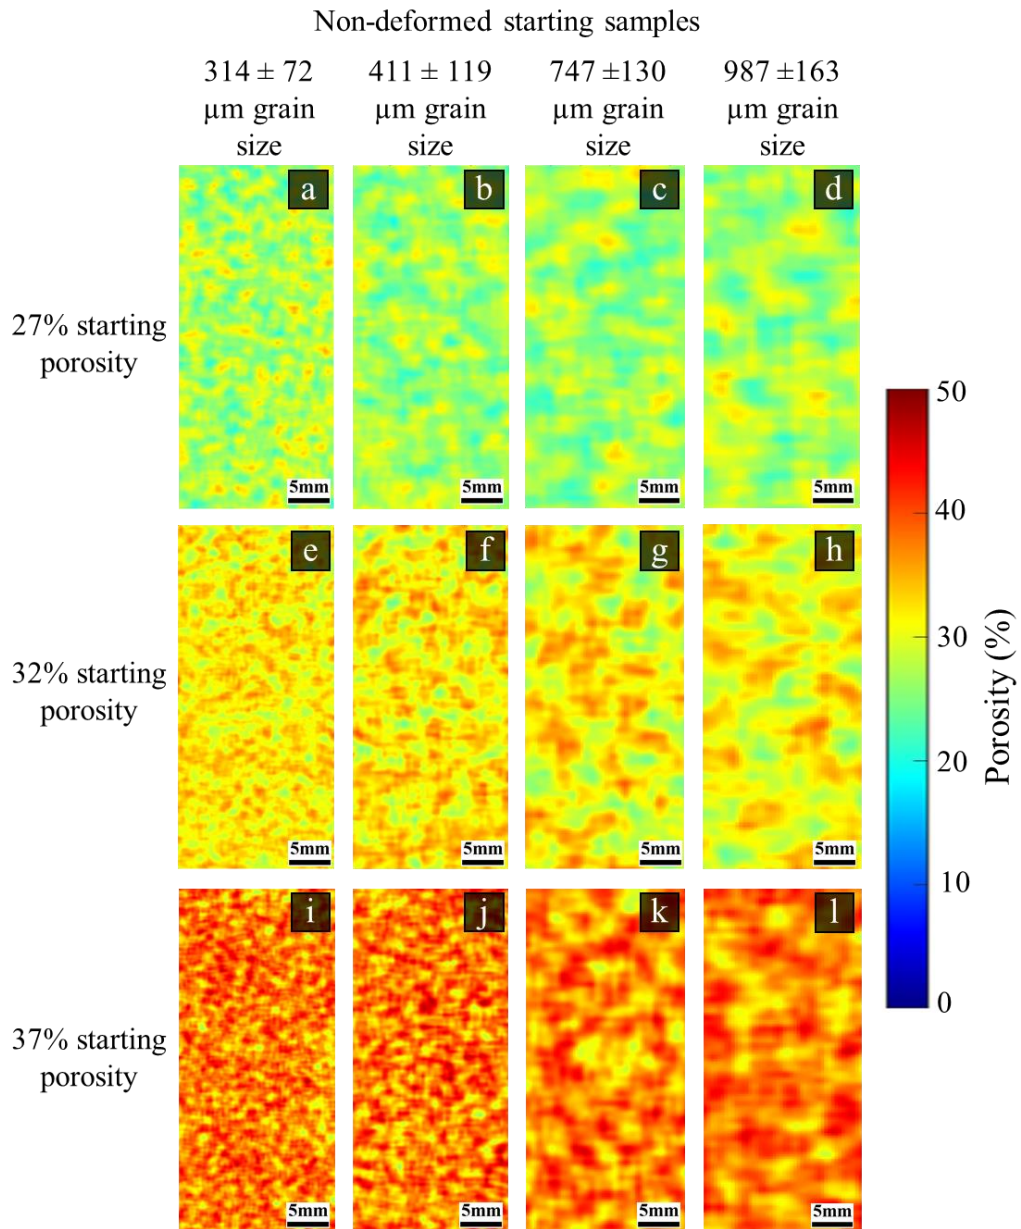 Non-deformed starting samples
314 ± 72
µm grain
size
411 ± 119
µm grain
size
747 ±130
µm grain
size
987 ±163
µm grain
size
a
b
c
d
27% starting
porosity
5mm
5mm
5mm
5mm
e
f
g
h
32% starting
porosity
5mm
5mm
5mm
5mm
i
j
k
l
37% starting
porosity
5mm
5mm
5mm
5mm
50
40
30
20
10
0
Porosity (%)